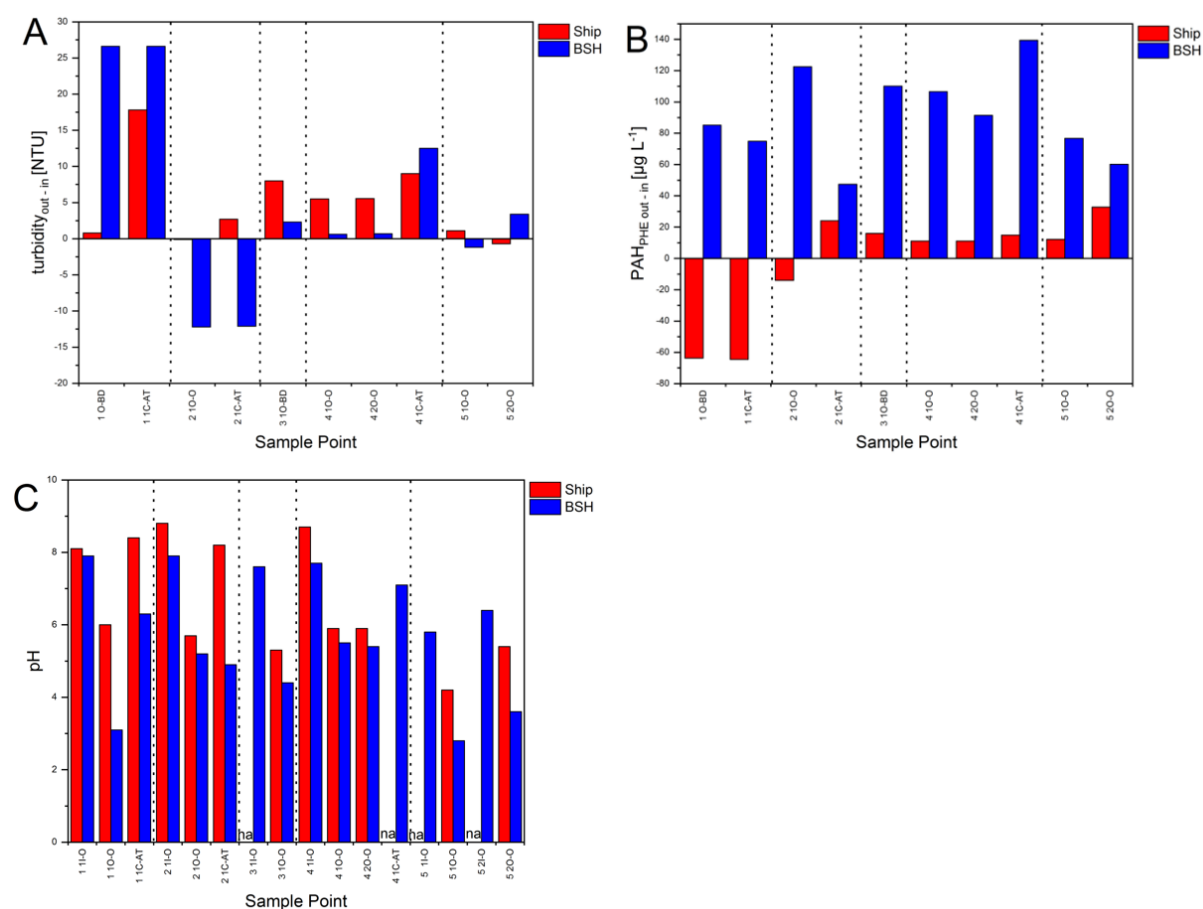 A
Ship
BSH
turbidity out - in [NTU]
30
25
20
15
10
5
0
-5
-10
-15
-20
1 O-BD
1 1C-AT
2 1O-O
2 1C-AT
3 1O-BD
4 1O-O
4 2O-O
4 1C-AT
5 1O-O
5 2O-O
Sample Point
B
Ship
BSH
PAH PHE out - in [µg L-1]
140
120
100
80
60
40
20
0
-20
-40
-60
-80
1 O-BD
1 1C-AT
2 1O-O
2 1C-AT
3 1O-BD
4 1O-O
4 2O-O
4 1C-AT
5 1O-O
5 2O-O
Sample Point
C
Ship
BSH
pH
10
8
6
4
2
0
na
na
na
na
1 1I-O
1 1O-O
1 1C-AT
2 1I-O
2 1O-O
2 1C-AT
3 1I-O
3 1O-O
4 1I-O
4 1O-O
4 2O-O
4 1C-AT
5 1I-O
5 1O-O
5 2I-O
5 2O-O
Sample Point